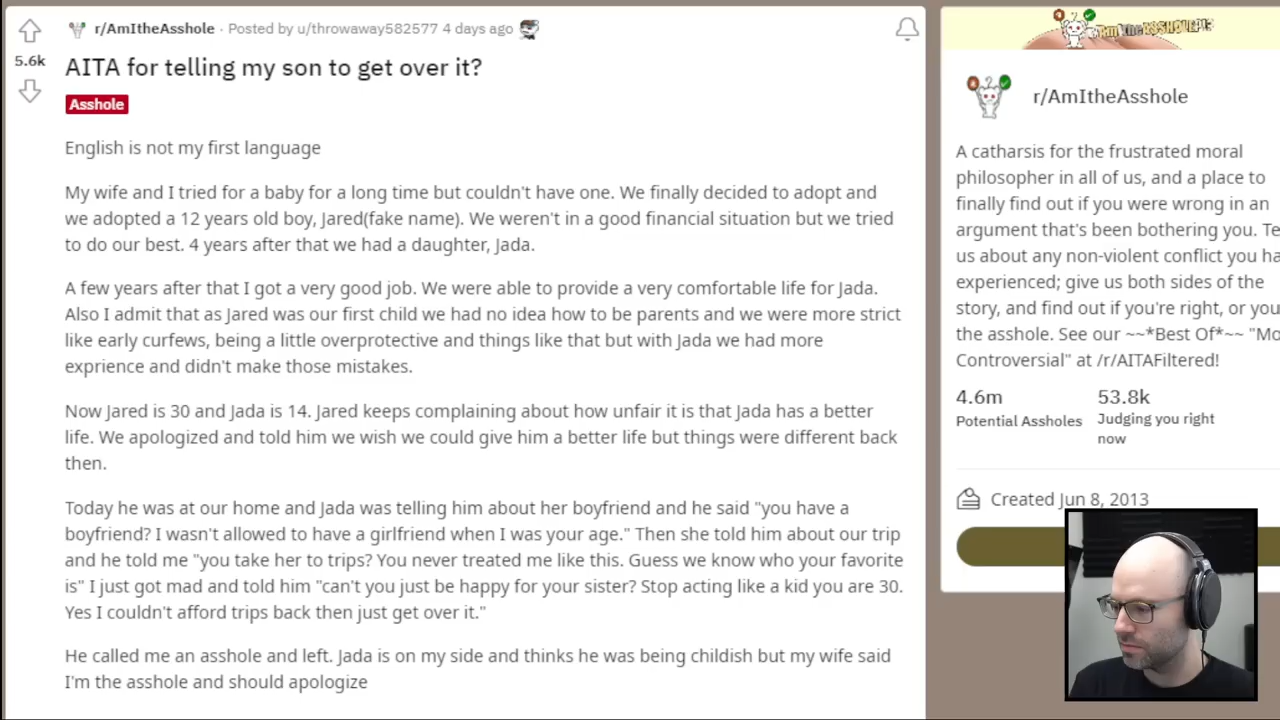 r/AmItheAsshole · Posted by u/throwaway582577 4 days ago
5.6k
AITA for telling my son to get over it?
Asshole
English is not my first language
My wife and I tried for a baby for a long time but couldn't have one. We finally decided to adopt and
we adopted a 12 years old boy, Jared(fake name). We weren't in a good financial situation but we tried
to do our best. 4 years after that we had a daughter, Jada.
A few years after that I got a very good job. We were able to provide a very comfortable life for Jada.
Also I admit that as Jared was our first child we had no idea how to be parents and we were more strict
like early curfews, being a little overprotective and things like that but with Jada we had more
exprience and didn't make those mistakes.
Now Jared is 30 and Jada is 14. Jared keeps complaining about how unfair it is that Jada has a better
life. We apologized and told him we wish we could give him a better life but things were different back
then.
Today he was at our home and Jada was telling him about her boyfriend and he said "you have a
boyfriend? I wasn't allowed to have a girlfriend when I was your age." Then she told him about our trip
and he told me "you take her to trips? You never treated me like this. Guess we know who your favorite
is" I just got mad and told him "can't you just be happy for your sister? Stop acting like a kid you are 30.
Yes I couldn't afford trips back then just get over it."
He called me an asshole and left. Jada is on my side and thinks he was being childish but my wife said
I'm the asshole and should apologize
r/AmItheAsshole
A catharsis for the frustrated moral
philosopher in all of us, and a place to
finally find out if you were wrong in an
argument that's been bothering you. Te
us about any non-violent conflict you ha
experienced; give us both sides of the
story, and find out if you're right, or you
the asshole. See our ~~*Best Of*~~ "Mo
Controversial" at /r/AITAFiltered!
4.6m
Potential Assholes
53.8k
Judging you right
now
Created Jun 8, 2013